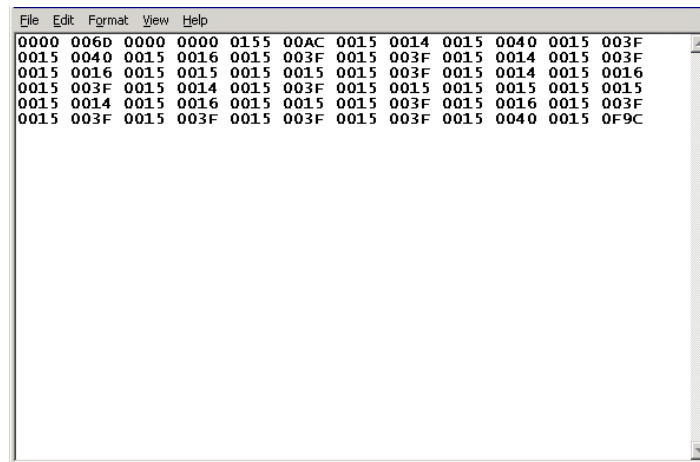 File Edit Format View Help
0000 006D 0000 0000 0155 00AC 0015 0014 0015 0040 0015 003F
0015 0040 0015 0016 0015 003F 0015 003F 0015 0014 0015 003F
0015 0016 0015 0015 0015 0015 0015 003F 0015 0014 0015 0016
0015 003F 0015 0014 0015 003F 0015 0015 0015 0015 0015 0015
0015 0014 0015 0016 0015 0015 0015 003F 0015 0016 0015 003F
0015 003F 0015 003F 0015 003F 0015 003F 0015 0040 0015 0F9C